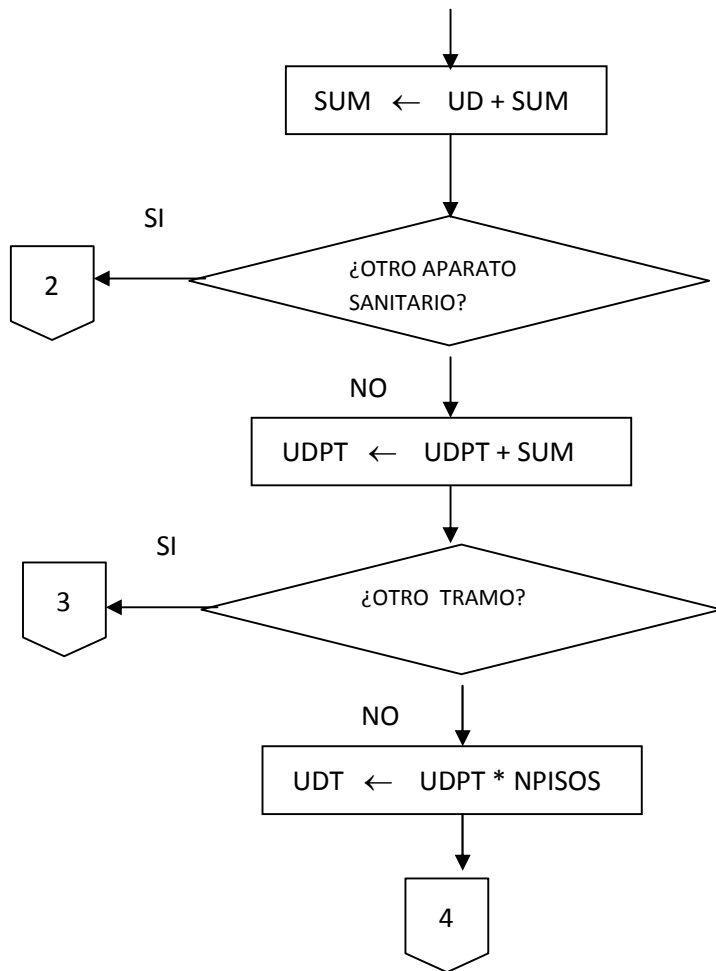 SUM ← UD + SUM
SI
2
¿OTRO APARATO
SANITARIO?
NO
UDPT ← UDPT + SUM
SI
3
¿OTRO TRAMO?
NO
UDT ← UDPT * NPISOS
4